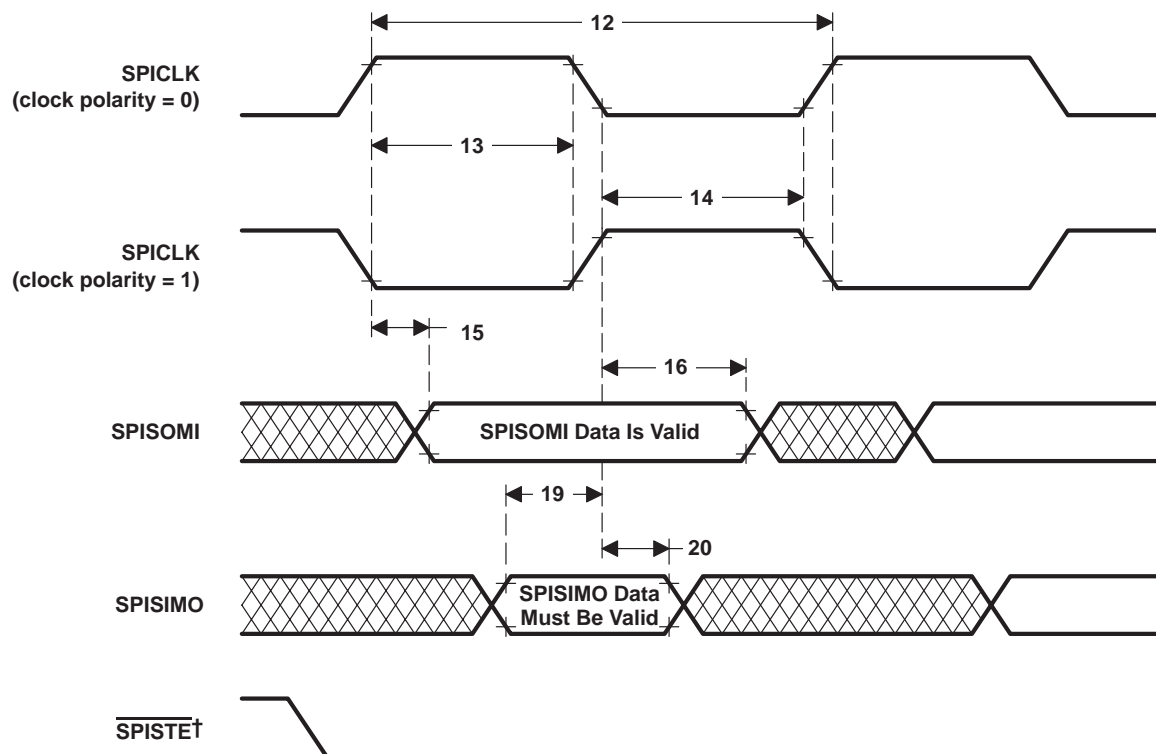 12
SPICLK
(clock polarity = 0)
13
14
SPICLK
(clock polarity = 1)
15
16
SPISOMI
SPISOMI Data Is Valid
19
20
SPISIMO
SPISIMO Data
Must Be Valid
SPISTE†